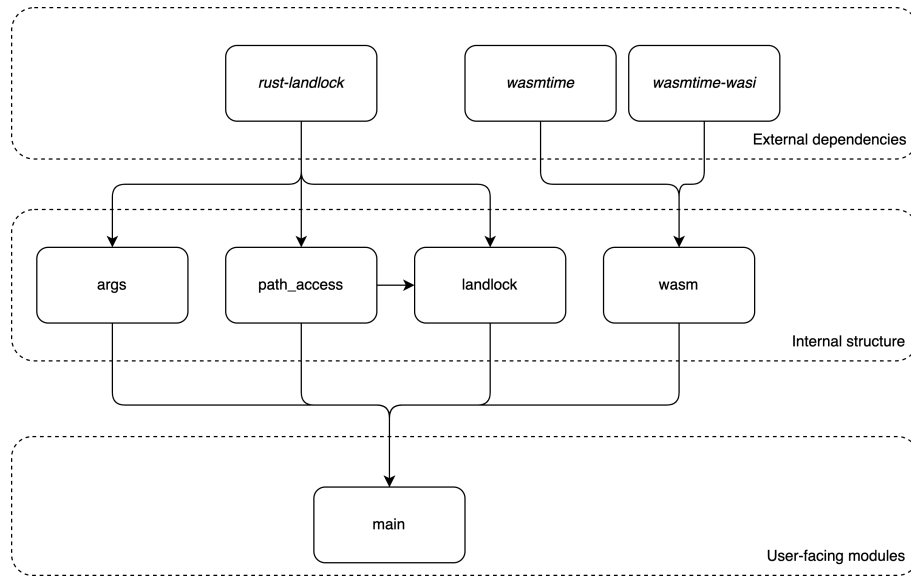 rust-landlock
wasmtime
wasmtime-wasi
External dependencies
args
path_access
landlock
wasm
Internal structure
main
User-facing modules